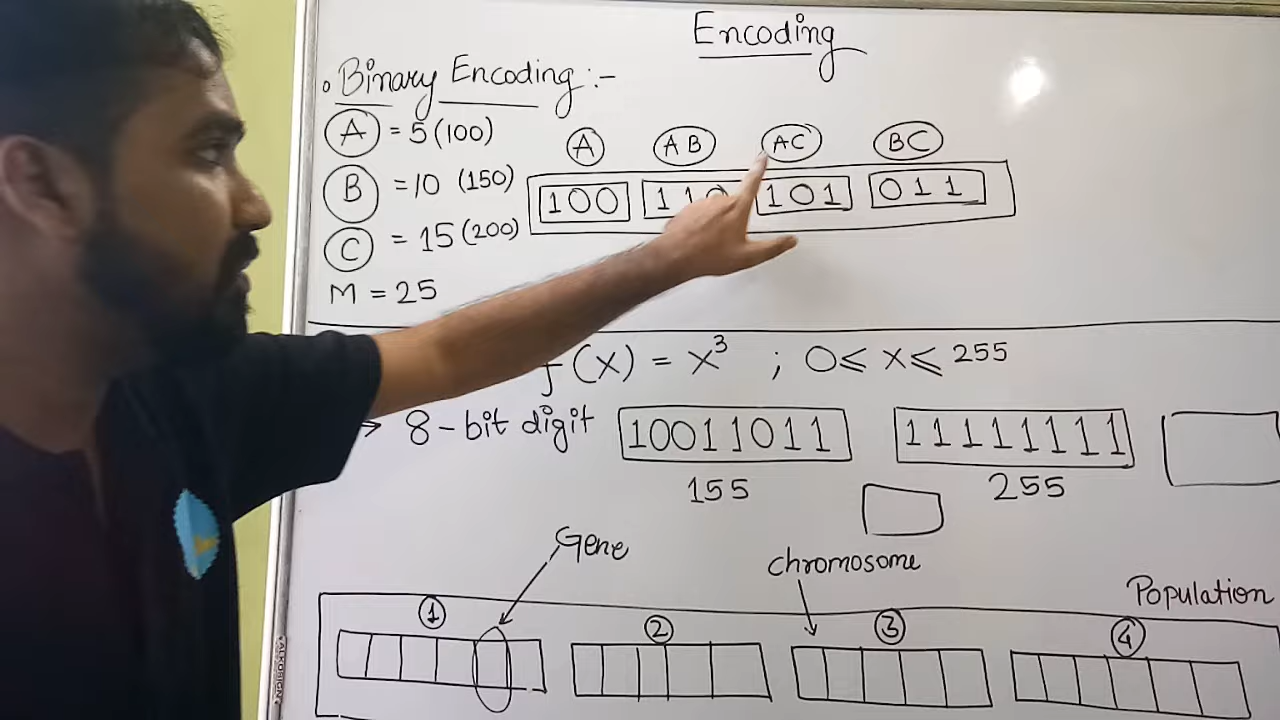 Encoding
Binary Encoding :-
A = 5 (100)
B = 10 (150)
C = 15 (200)
M = 25
A AB AC BC
100 110 101 011
f(x) = x³ ; 0 ≤ x ≤ 255
→ 8-bit digit 10011011 11111111
155 255
Gene
chromosome
Population
1 2 3 4